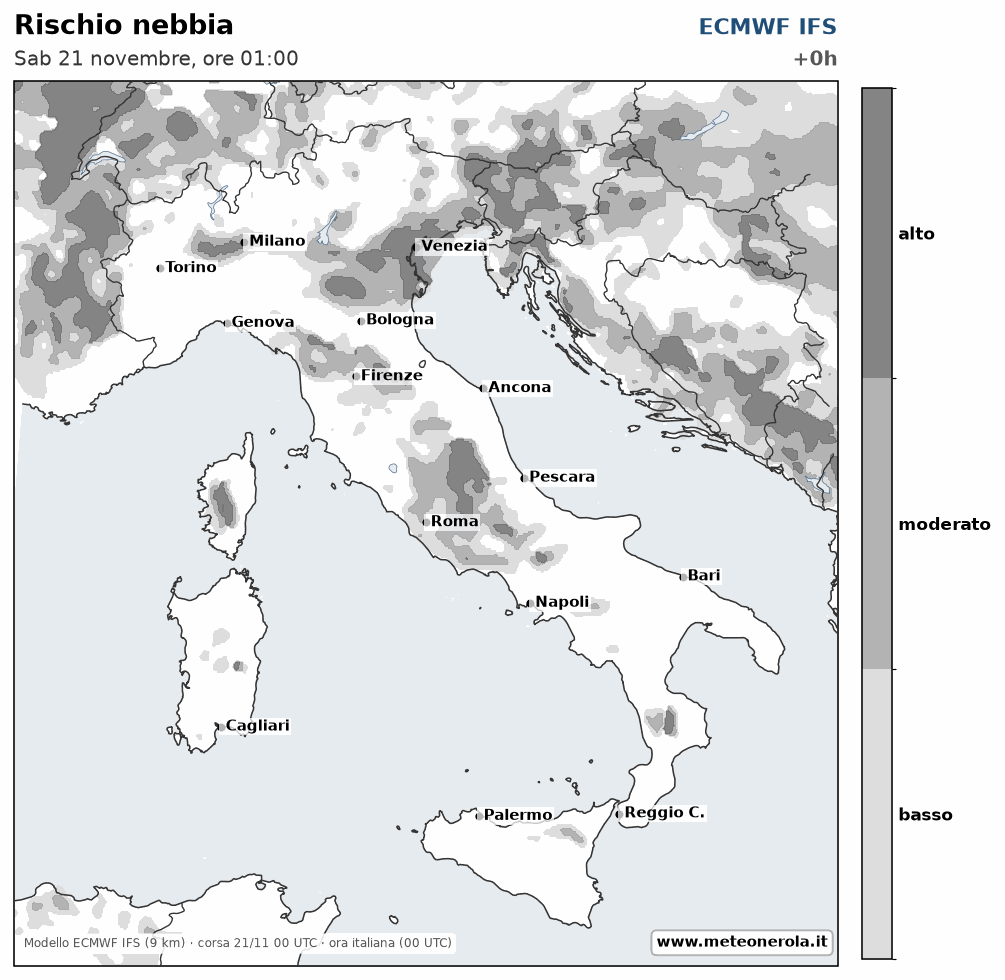 Rischio nebbia
ECMWF IFS
Sab 21 novembre, ore 01:00
+0h
alto
Milano
Venezia
Torino
Genova
Bologna
Firenze
Ancona
Pescara
Roma
moderato
Bari
Napoli
Cagliari
Palermo
Reggio C.
basso
Modello ECMWF IFS (9 km) · corsa 21/11 00 UTC · ora italiana (00 UTC)
www.meteonerola.it